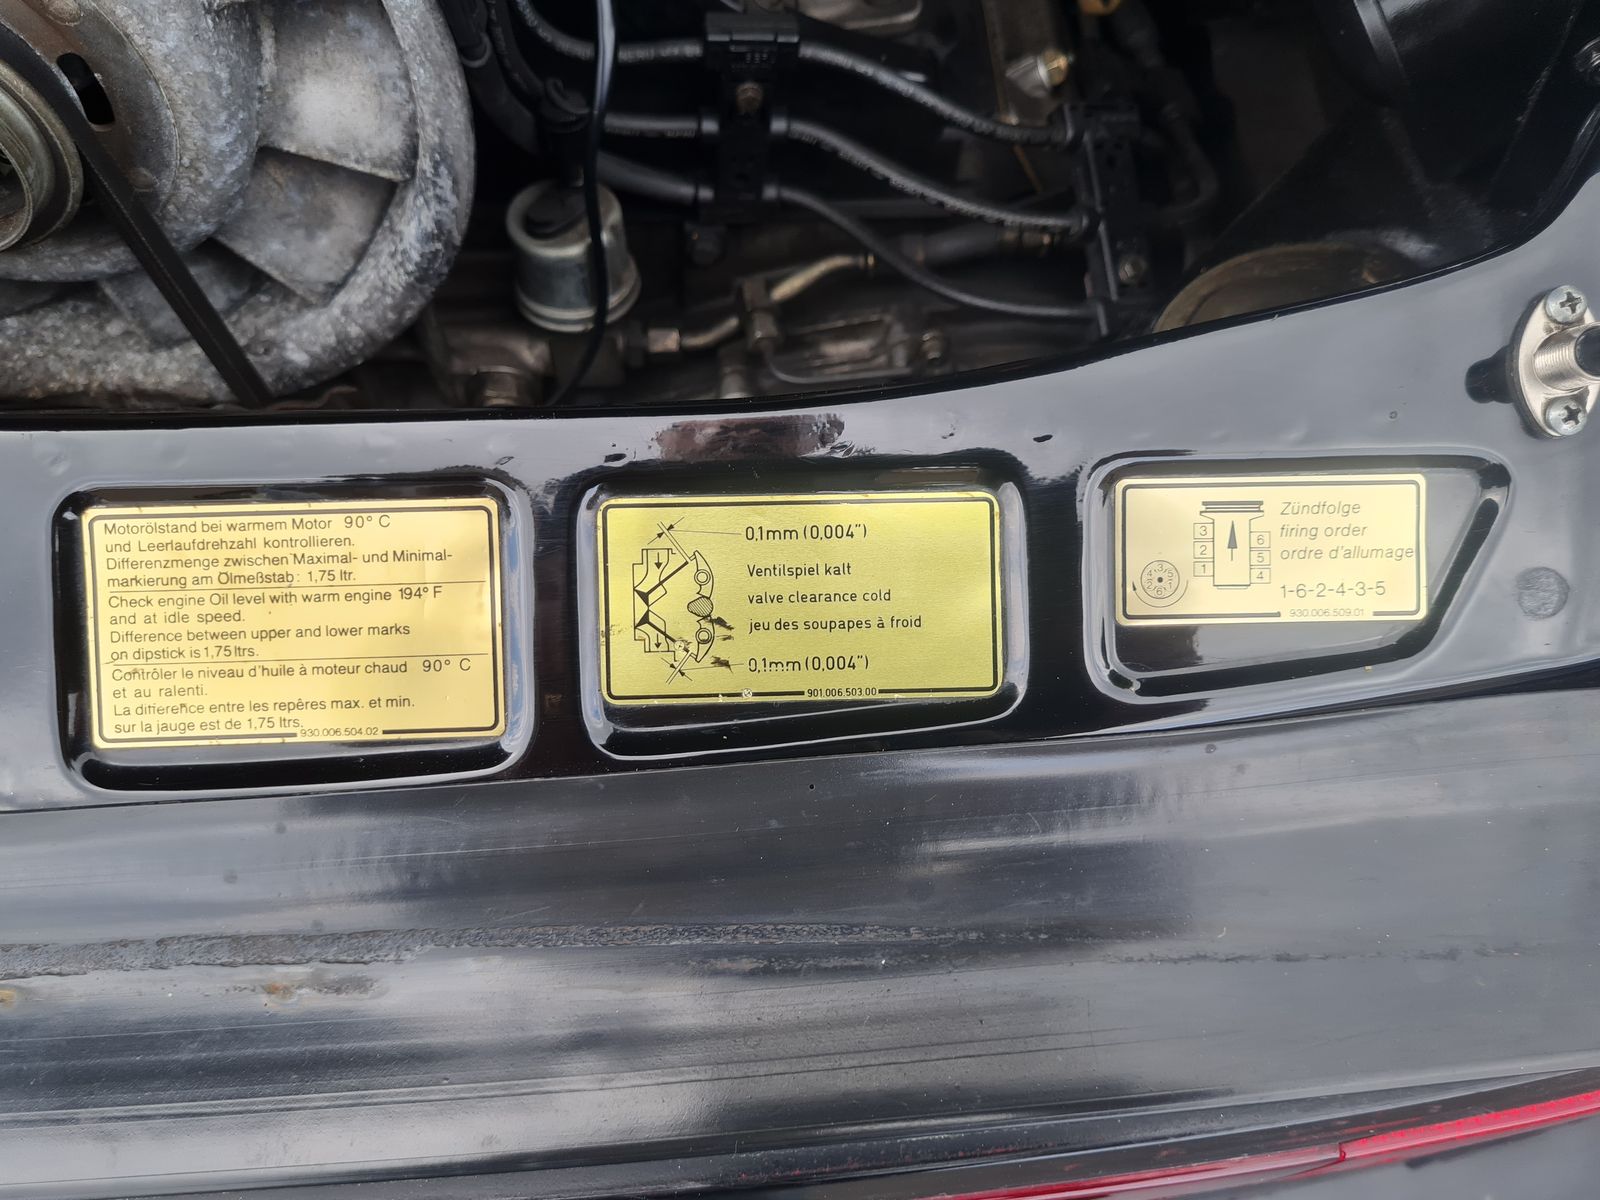 Motorölstand bei warmem Motor 90° C
und Leerlaufdrehzahl kontrollieren.
Differenzmenge zwischen Maximal- und Minimal-
markierung am Ölmeßstab: 1,75 ltr.
Check engine Oil level with warm engine 194° F
and at idle speed.
Difference between upper and lower marks
on dipstick is 1,75 ltrs.
Contrôler le niveau d'huile à moteur chaud 90° C
et au ralenti.
La différence entre les repêres max. et min.
sur la jauge est de 1,75 ltrs.
930.006.504.02
0,1mm (0,004")
Ventilspiel kalt
valve clearance cold
jeu des soupapes à froid
0,1mm (0,004")
901.006.503.00
Zündfolge
firing order
ordre d'allumage
3 6
2 5
1 4
1-6-2-4-3-5
930.006.509.01